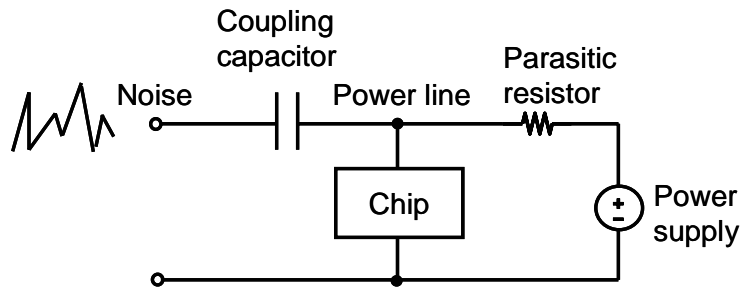 Coupling
capacitor
Parasitic
resistor
Noise
Power line
Chip
+
-
Power
supply